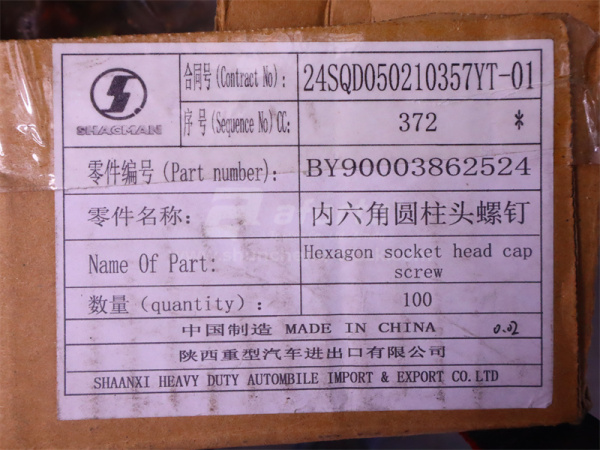 SHACMAN
合同号(Contract No): 24SQD050210357YT-01
序号(Sequence No)CC: 372 *
零件编号(Part number): BY90003862524
零件名称: 内六角圆柱头螺钉
Name Of Part: Hexagon socket head cap screw
数量(quantity): 100
中国制造 MADE IN CHINA 0.02
陕西重型汽车进出口有限公司
SHAANXI HEAVY DUTY AUTOMBILE IMPORT & EXPORT CO.LTD